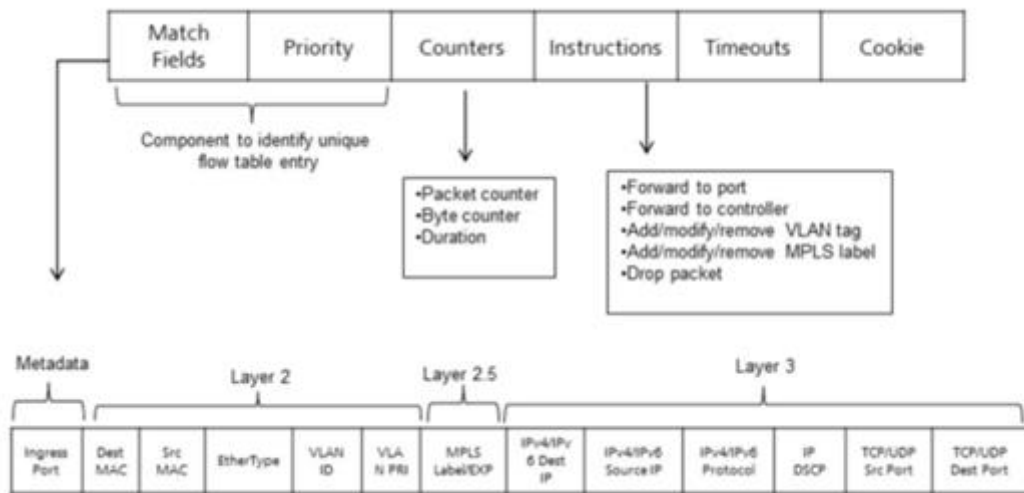 Match
Fields
Priority
Counters
Instructions
Timeouts
Cookie
Component to identify unique
flow table entry
•Packet counter
•Byte counter
•Duration
•Forward to port
•Forward to controller
•Add/modify/remove VLAN tag
•Add/modify/remove MPLS label
•Drop packet
Metadata
Layer 2
Layer 2.5
Layer 3
Ingress
Port
Dest
MAC
Src
MAC
EtherType
VLAN
ID
VLA
N PRI
MPLS
Label/EXP
IPv4/IPv
6 Dest
IP
IPv4/IPv6
Source IP
IPv4/IPv6
Protocol
IP
DSCP
TCP/UDP
Src Port
TCP/UDP
Dest Port